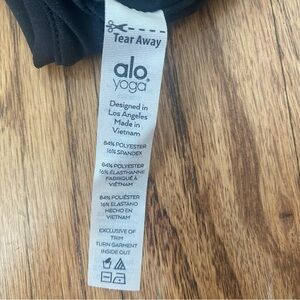 Tear Away
alo
yoga
Designed in
Los Angeles
Made in
Vietnam
84% POLYESTER
16% SPANDEX
84% POLYESTER
16% ÉLASTHANNE
FABRIQUÉ À
VIÊTNAM
84% POLIÉSTER
16% ELASTANO
HECHO EN
VIETNAM
EXCLUSIVE OF
TRIM
TURN GARMENT
INSIDE OUT